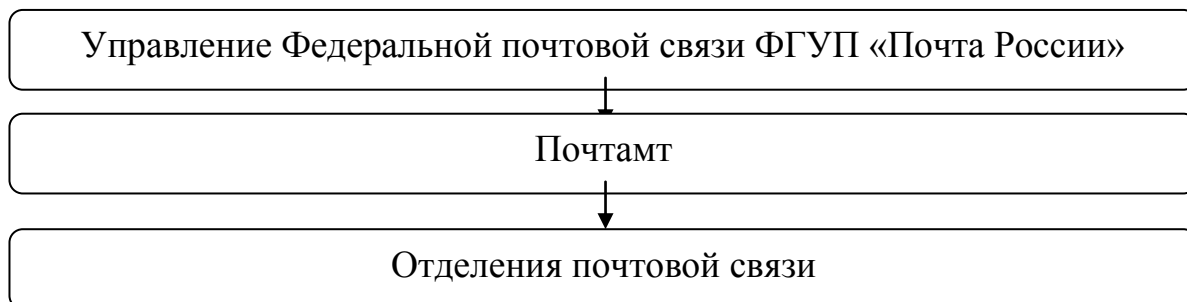 Управление Федеральной почтовой связи ФГУП «Почта России»
Почтамт
Отделения почтовой связи